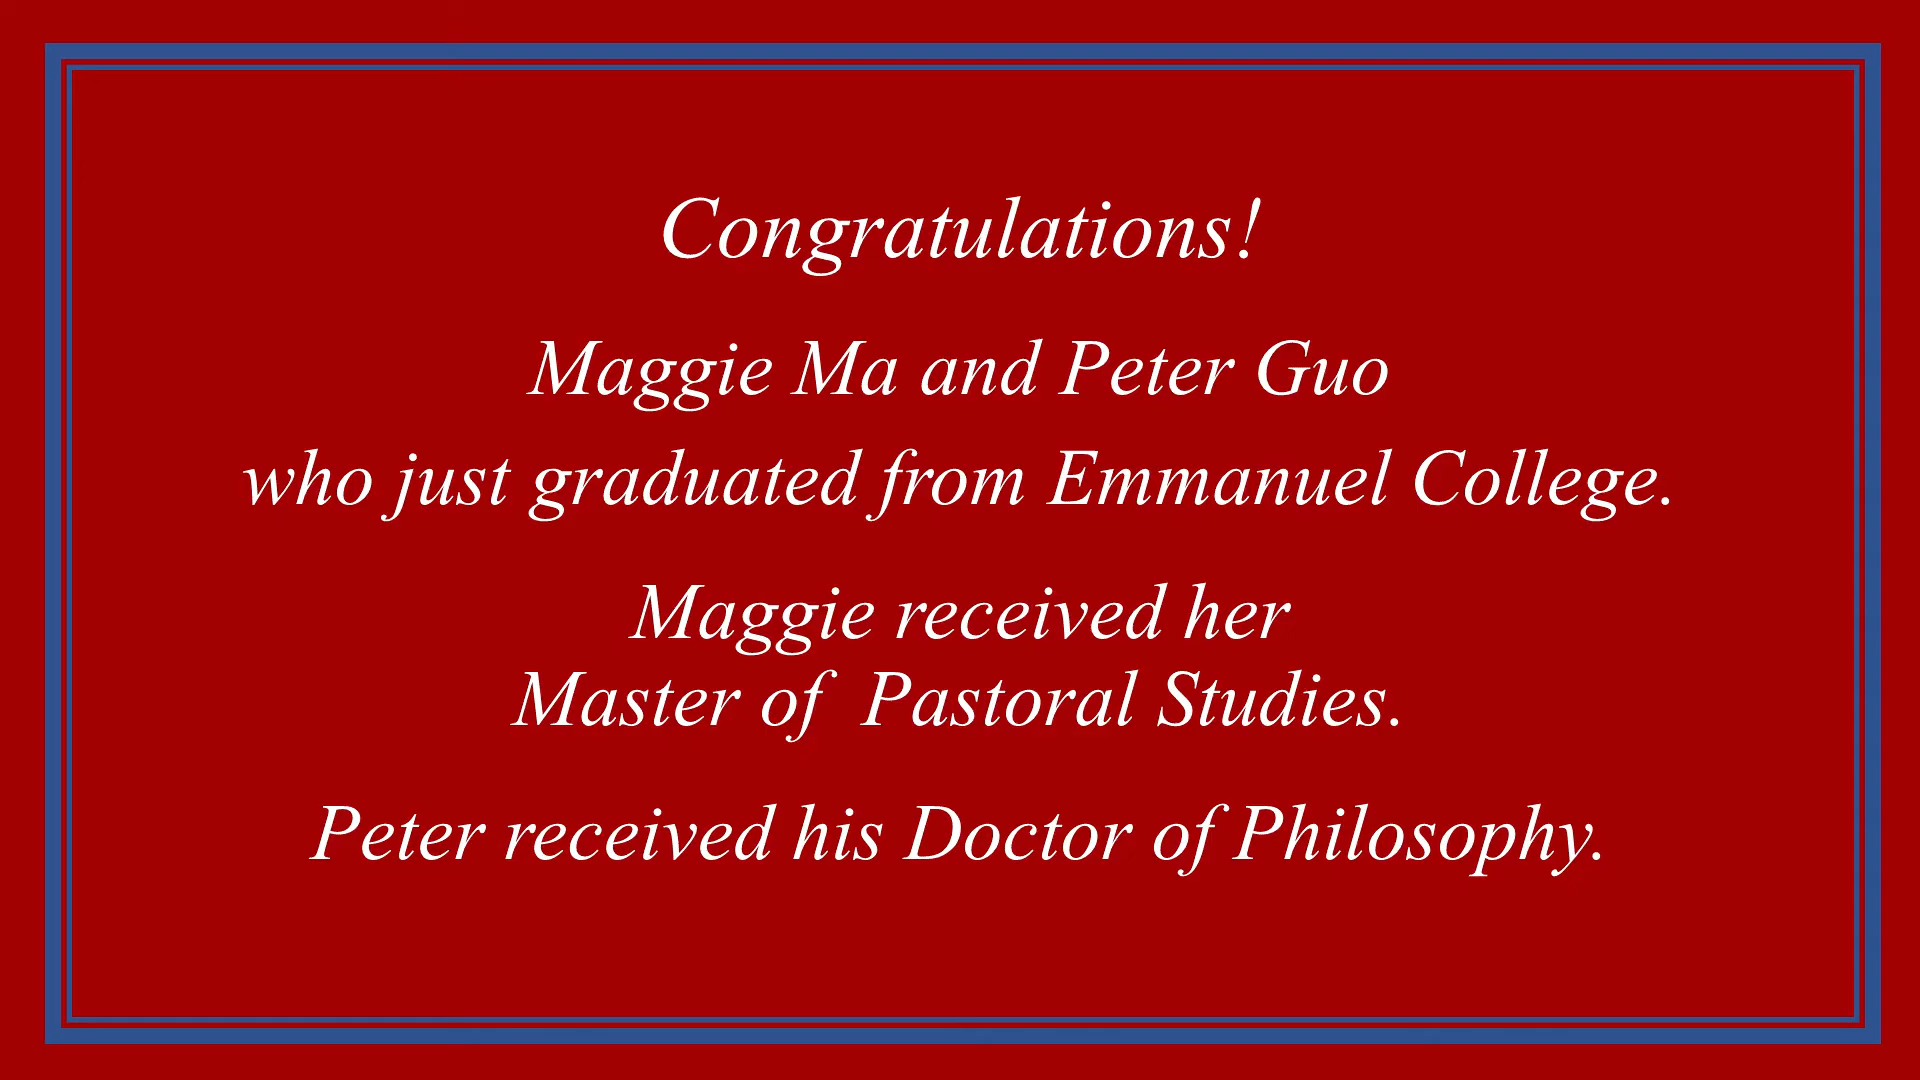 Congratulations!
Maggie Ma and Peter Guo
who just graduated from Emmanuel College.
Maggie received her
Master of  Pastoral Studies.
Peter received his Doctor of Philosophy.